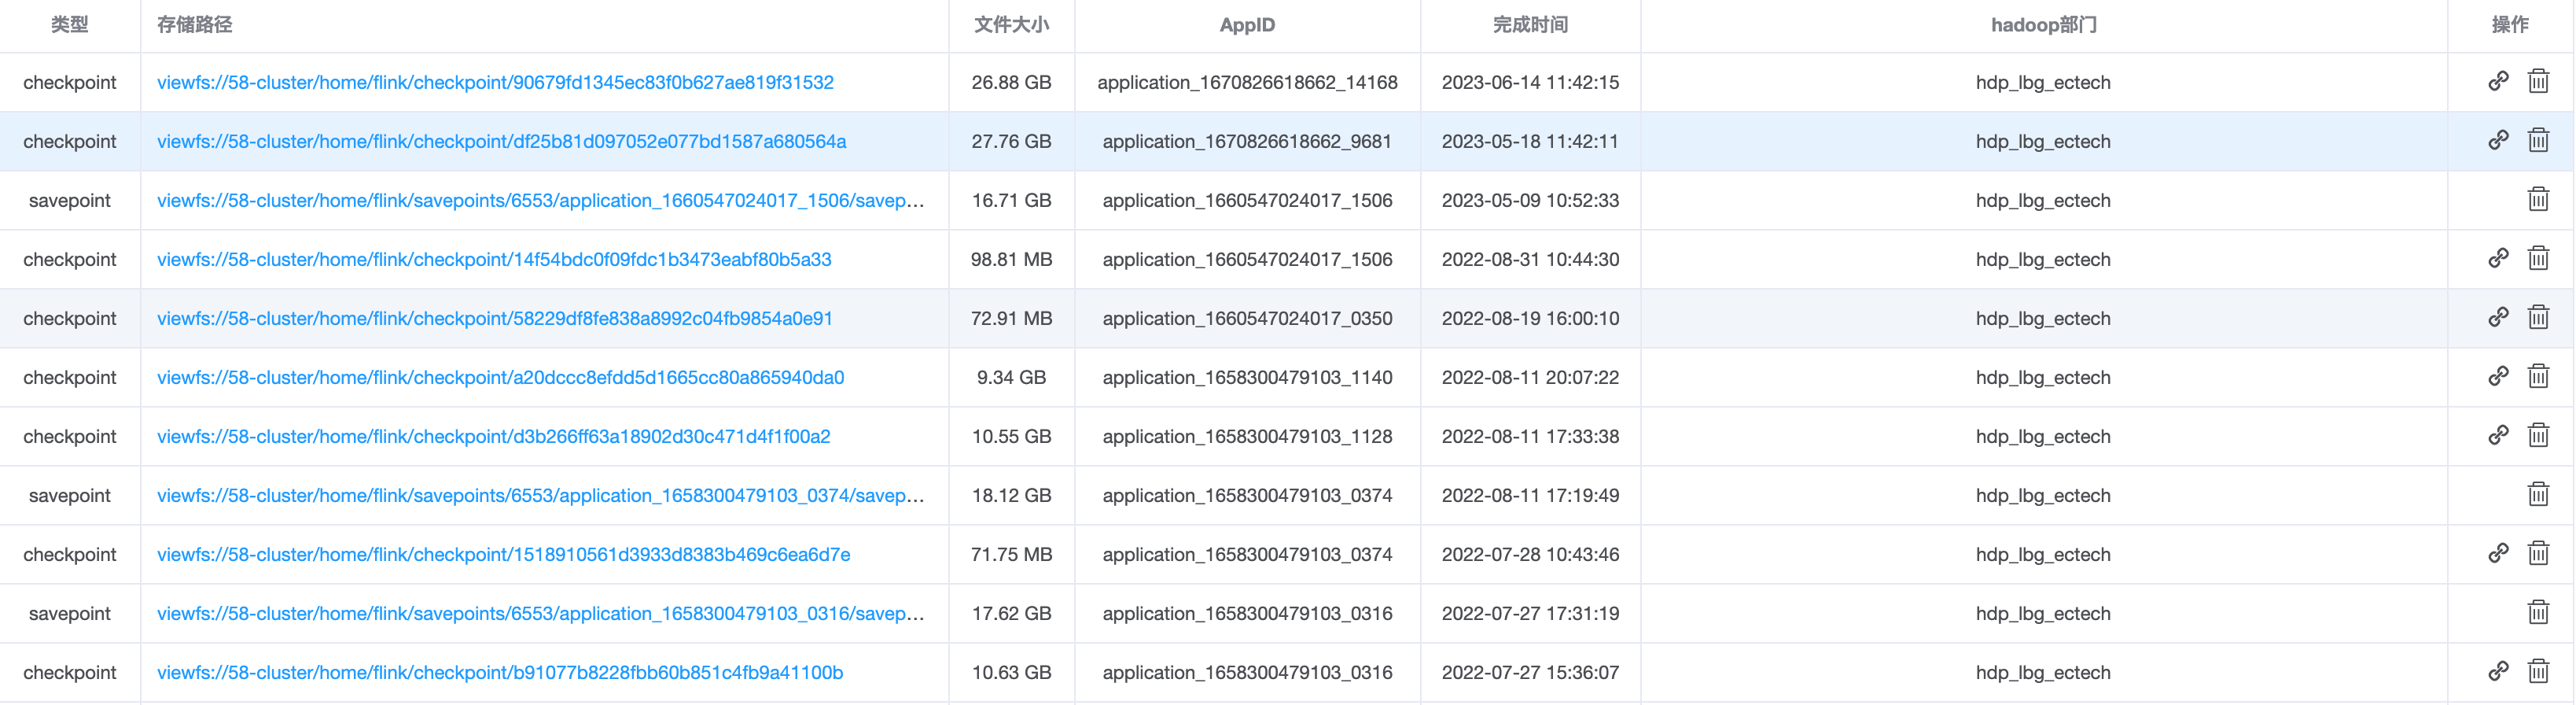 类型 存储路径 文件大小 AppID 完成时间 hadoop部门 操作
checkpoint viewfs://58-cluster/home/flink/checkpoint/90679fd1345ec83f0b627ae819f31532 26.88 GB application_1670826618662_14168 2023-06-14 11:42:15 hdp_lbg_ectech
checkpoint viewfs://58-cluster/home/flink/checkpoint/df25b81d097052e077bd1587a680564a 27.76 GB application_1670826618662_9681 2023-05-18 11:42:11 hdp_lbg_ectech
savepoint viewfs://58-cluster/home/flink/savepoints/6553/application_1660547024017_1506/savep... 16.71 GB application_1660547024017_1506 2023-05-09 10:52:33 hdp_lbg_ectech
checkpoint viewfs://58-cluster/home/flink/checkpoint/14f54bdc0f09fdc1b3473eabf80b5a33 98.81 MB application_1660547024017_1506 2022-08-31 10:44:30 hdp_lbg_ectech
checkpoint viewfs://58-cluster/home/flink/checkpoint/58229df8fe838a8992c04fb9854a0e91 72.91 MB application_1660547024017_0350 2022-08-19 16:00:10 hdp_lbg_ectech
checkpoint viewfs://58-cluster/home/flink/checkpoint/a20dccc8efdd5d1665cc80a865940da0 9.34 GB application_1658300479103_1140 2022-08-11 20:07:22 hdp_lbg_ectech
checkpoint viewfs://58-cluster/home/flink/checkpoint/d3b266ff63a18902d30c471d4f1f00a2 10.55 GB application_1658300479103_1128 2022-08-11 17:33:38 hdp_lbg_ectech
savepoint viewfs://58-cluster/home/flink/savepoints/6553/application_1658300479103_0374/savep... 18.12 GB application_1658300479103_0374 2022-08-11 17:19:49 hdp_lbg_ectech
checkpoint viewfs://58-cluster/home/flink/checkpoint/1518910561d3933d8383b469c6ea6d7e 71.75 MB application_1658300479103_0374 2022-07-28 10:43:46 hdp_lbg_ectech
savepoint viewfs://58-cluster/home/flink/savepoints/6553/application_1658300479103_0316/savep... 17.62 GB application_1658300479103_0316 2022-07-27 17:31:19 hdp_lbg_ectech
checkpoint viewfs://58-cluster/home/flink/checkpoint/b91077b8228fbb60b851c4fb9a41100b 10.63 GB application_1658300479103_0316 2022-07-27 15:36:07 hdp_lbg_ectech